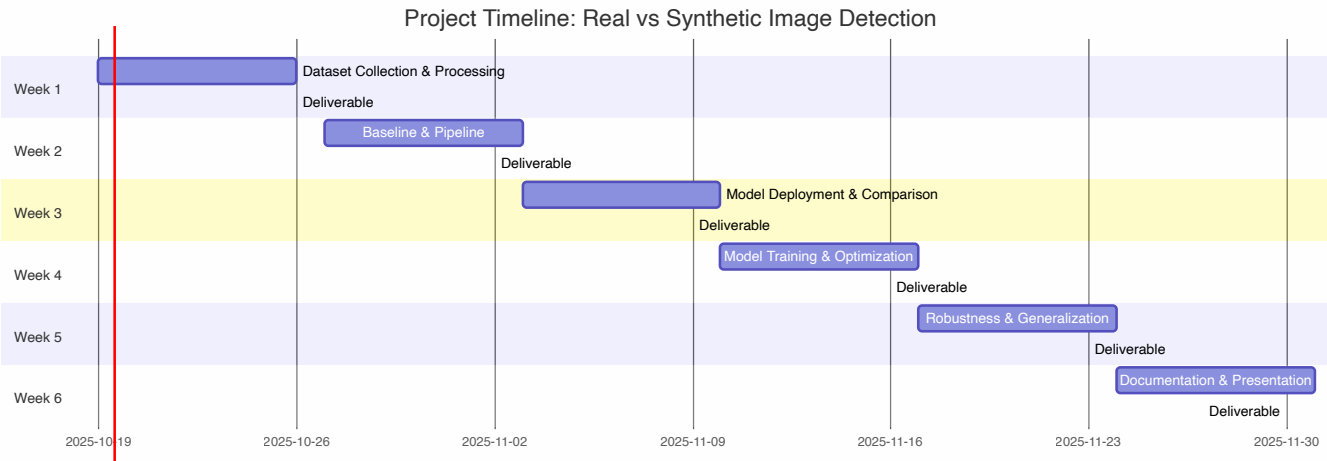 Project Timeline: Real vs Synthetic Image Detection
Week 1
Dataset Collection & Processing
Deliverable
Week 2
Baseline & Pipeline
Deliverable
Week 3
Model Deployment & Comparison
Deliverable
Week 4
Model Training & Optimization
Deliverable
Week 5
Robustness & Generalization
Deliverable
Week 6
Documentation & Presentation
Deliverable
2025-10-19 2025-10-26 2025-11-02 2025-11-09 2025-11-16 2025-11-23 2025-11-30